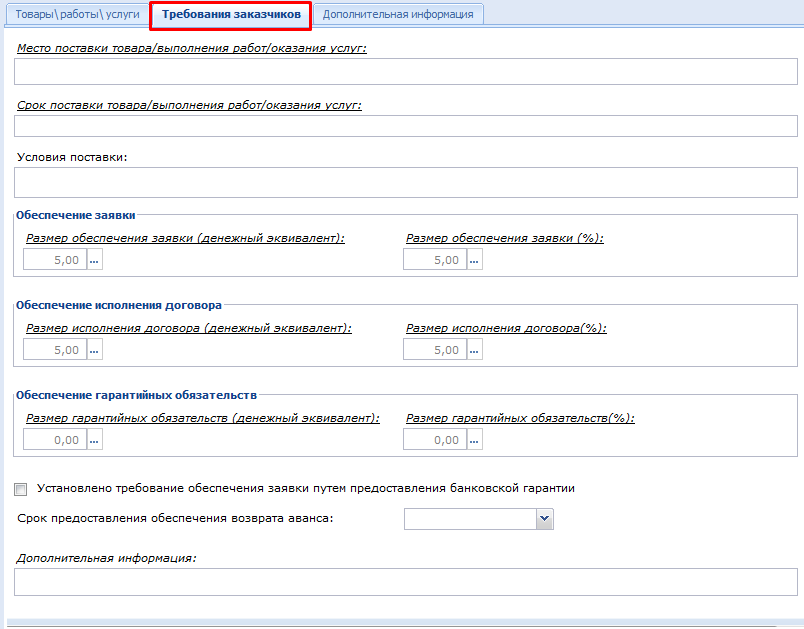 Товары\работы\услуги Требования заказчиков Дополнительная информация
Место поставки товара/выполнения работ/оказания услуг:
Срок поставки товара/выполнения работ/оказания услуг:
Условия поставки:
Обеспечение заявки
Размер обеспечения заявки (денежный эквивалент): Размер обеспечения заявки (%):
5,00 ... 5,00 ...
Обеспечение исполнения договора
Размер исполнения договора (денежный эквивалент): Размер исполнения договора(%):
5,00 ... 5,00 ...
Обеспечение гарантийных обязательств
Размер гарантийных обязательств (денежный эквивалент): Размер гарантийных обязательств(%):
0,00 ... 0,00 ...
Установлено требование обеспечения заявки путем предоставления банковской гарантии
Срок предоставления обеспечения возврата аванса:
Дополнительная информация: